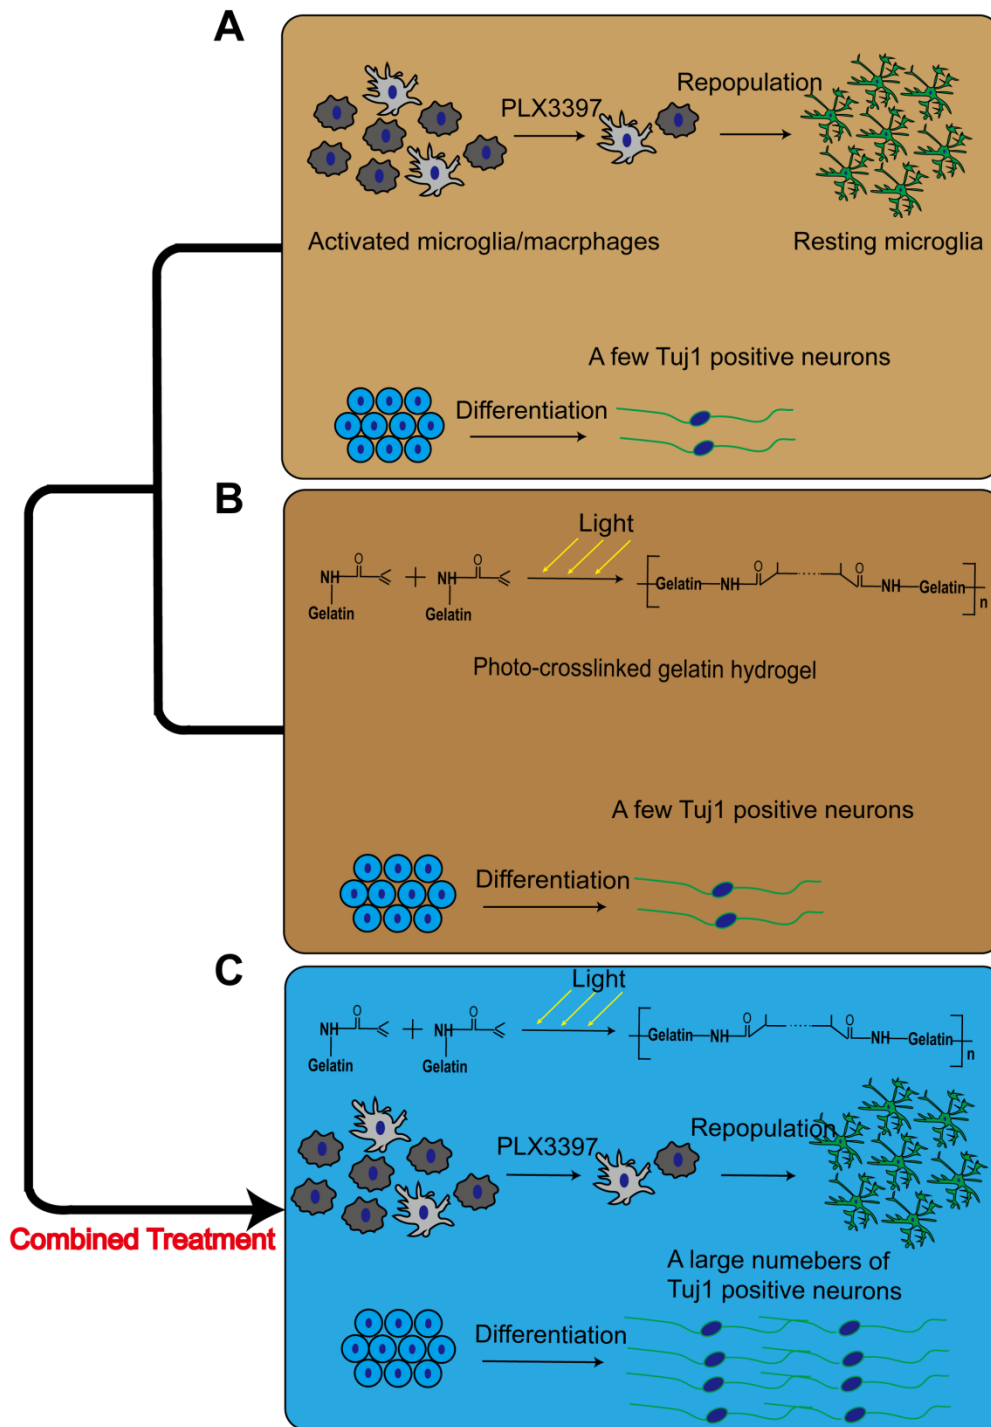 A
PLX3397
Repopulation
Activated microglia/macrphages
Resting microglia
A few Tuj1 positive neurons
Differentiation
B
Light
O
NH
Gelatin
+
O
NH
Gelatin
O
O
Gelatin
NH
NH
Gelatin
n
Photo-crosslinked gelatin hydrogel
A few Tuj1 positive neurons
Differentiation
C
Light
O
NH
Gelatin
+
O
NH
Gelatin
O
O
Gelatin
NH
NH
Gelatin
n
PLX3397
Repopulation
Combined Treatment
A large numebers of
Tuj1 positive neurons
Differentiation